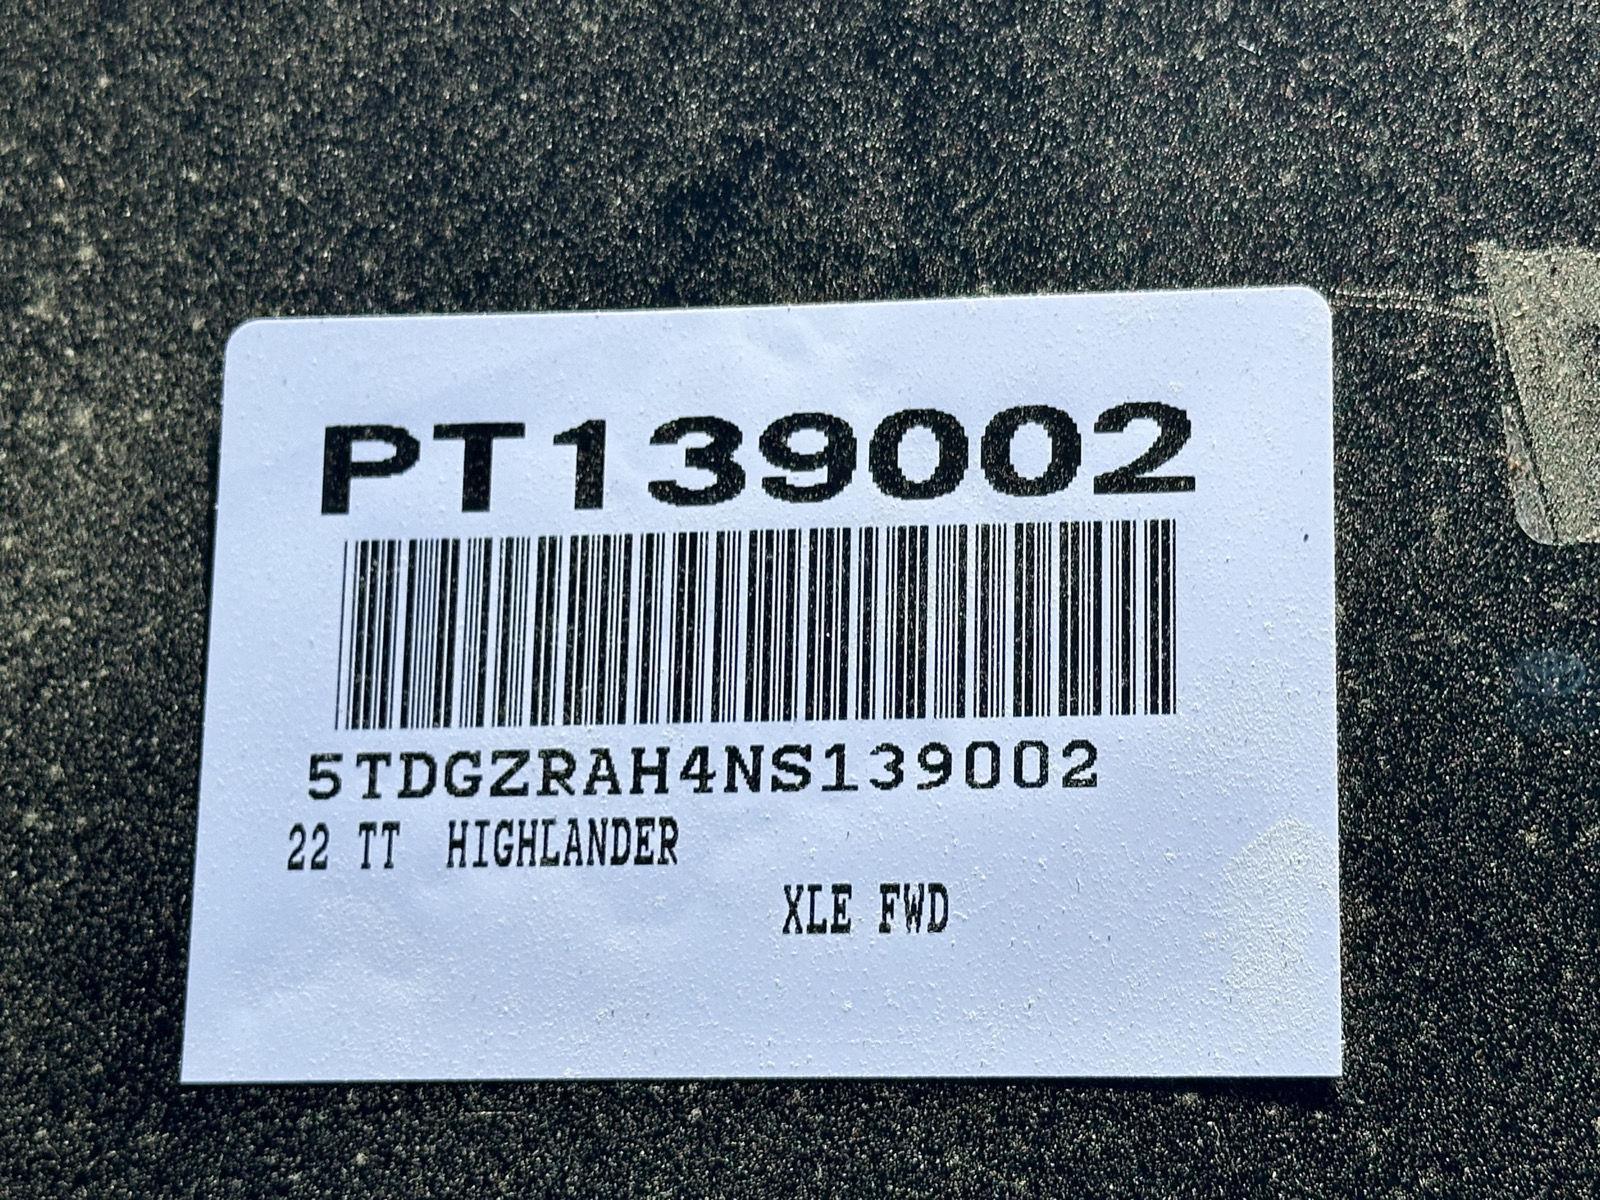 PT139002
5TDGZRAH4NS139002
22 TT HIGHLANDER
XLE FWD